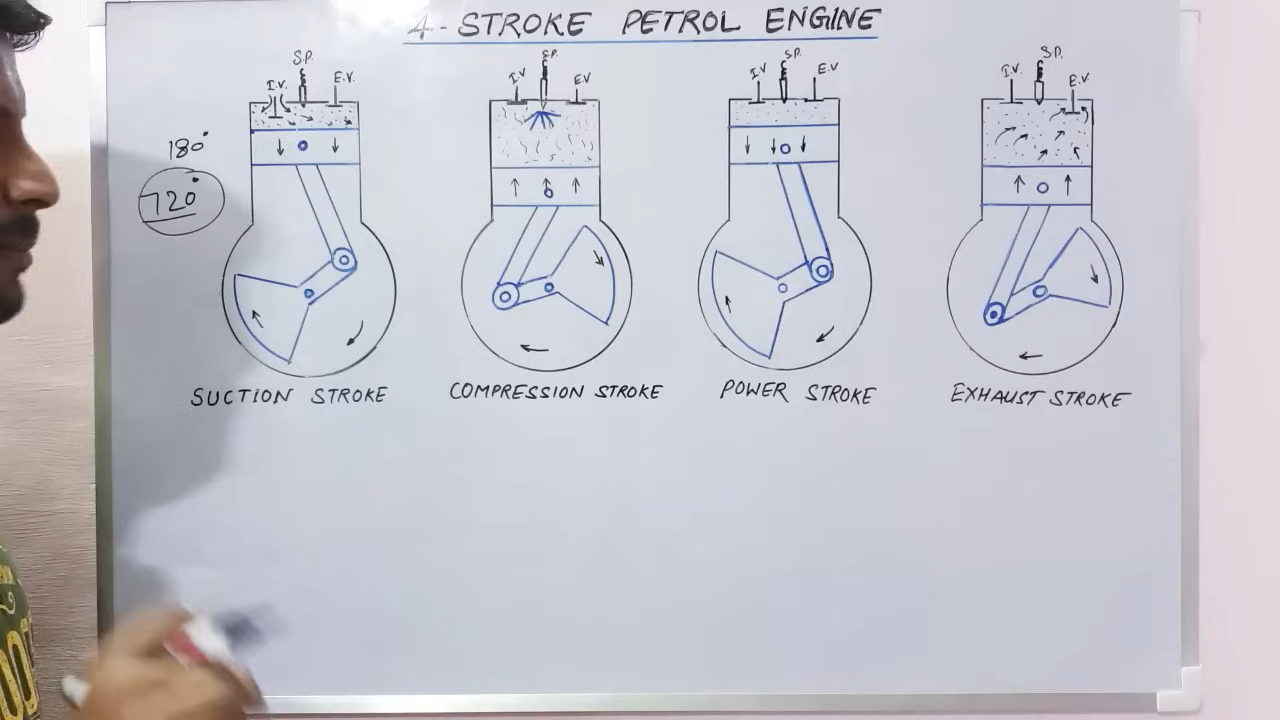 4-STROKE PETROL ENGINE
S.P.
I.V. E.V.
S.P.
I.V E.V
S.P.
I.V E.V
S.P.
I.V. E.V.
180°
720°
SUCTION STROKE
COMPRESSION STROKE
POWER STROKE
EXHAUST STROKE